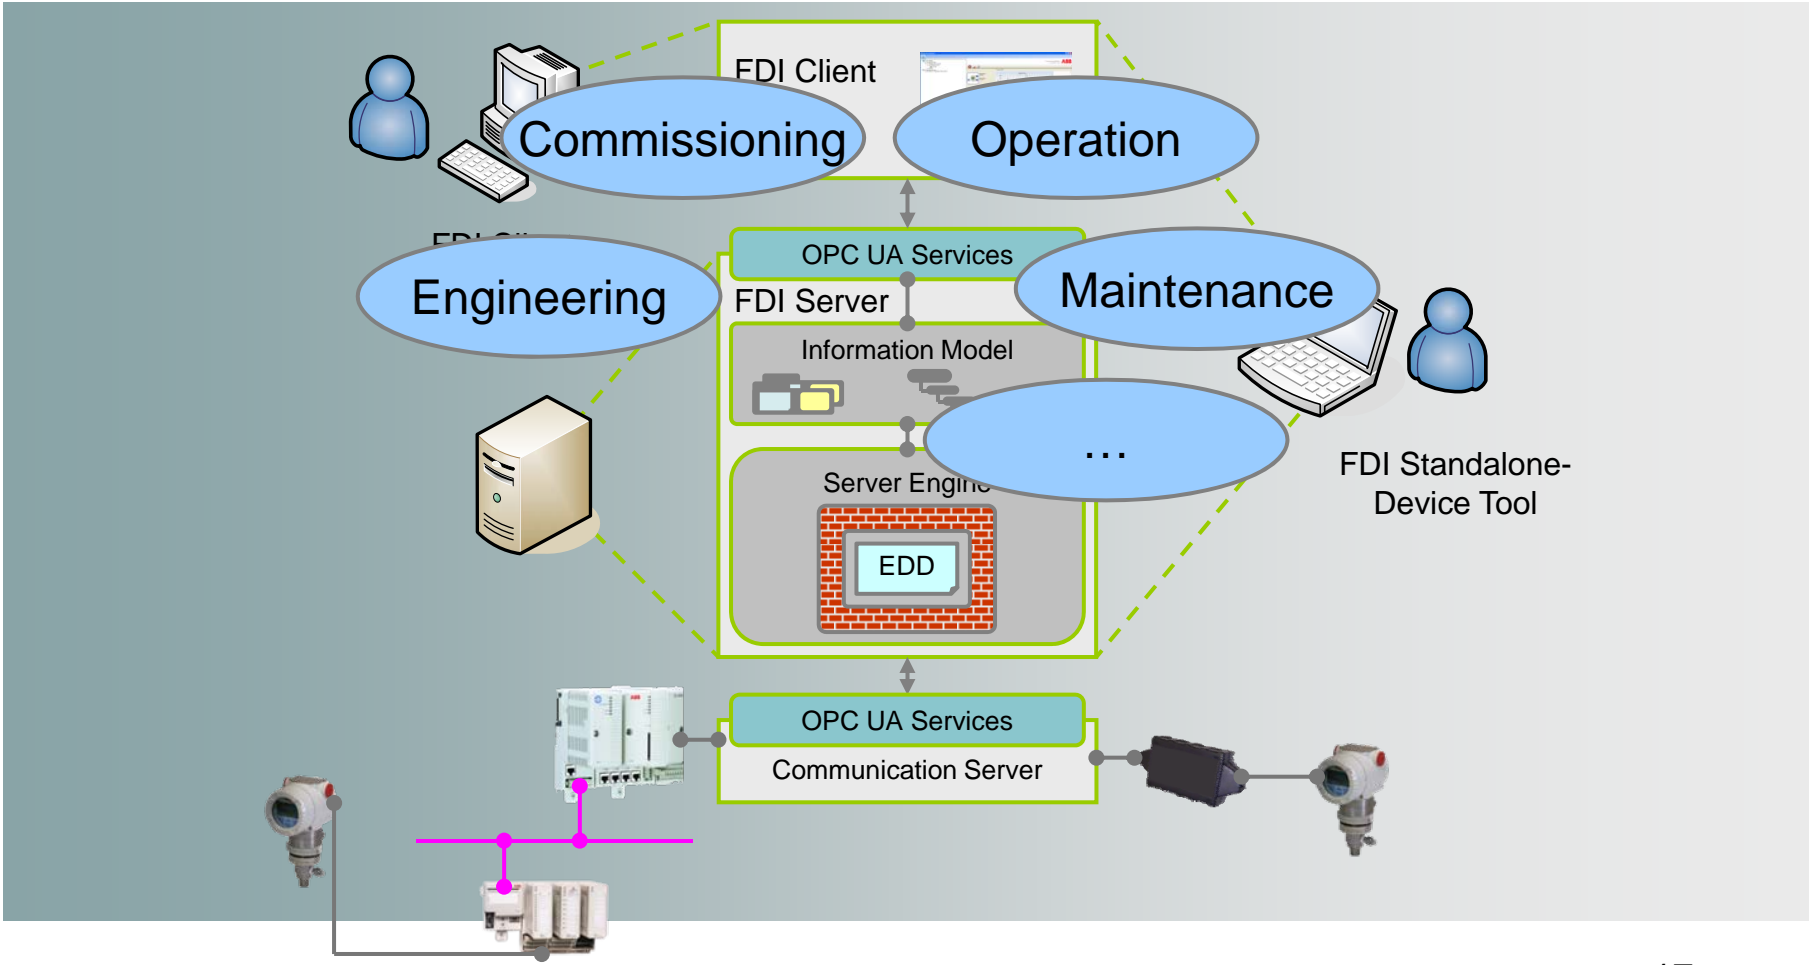 FDI Client
ABB
Commissioning
Operation
OPC UA Services
Engineering
FDI Server
Maintenance
Information Model
...
Server Engine
EDD
FDI Standalone-
Device Tool
OPC UA Services
Communication Server